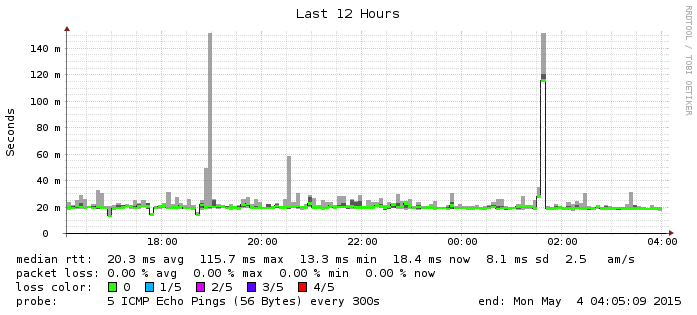 Last 12 Hours
RRDTOOL / TOBI OETIKER
Seconds
140 m
120 m
100 m
80 m
60 m
40 m
20 m
0
18:00 20:00 22:00 00:00 02:00 04:00
median rtt: 20.3 ms avg 115.7 ms max 13.3 ms min 18.4 ms now 8.1 ms sd 2.5 am/s
packet loss: 0.00 % avg 0.00 % max 0.00 % min 0.00 % now
loss color: 0 1/5 2/5 3/5 4/5
probe: 5 ICMP Echo Pings (56 Bytes) every 300s end: Mon May 4 04:05:09 2015